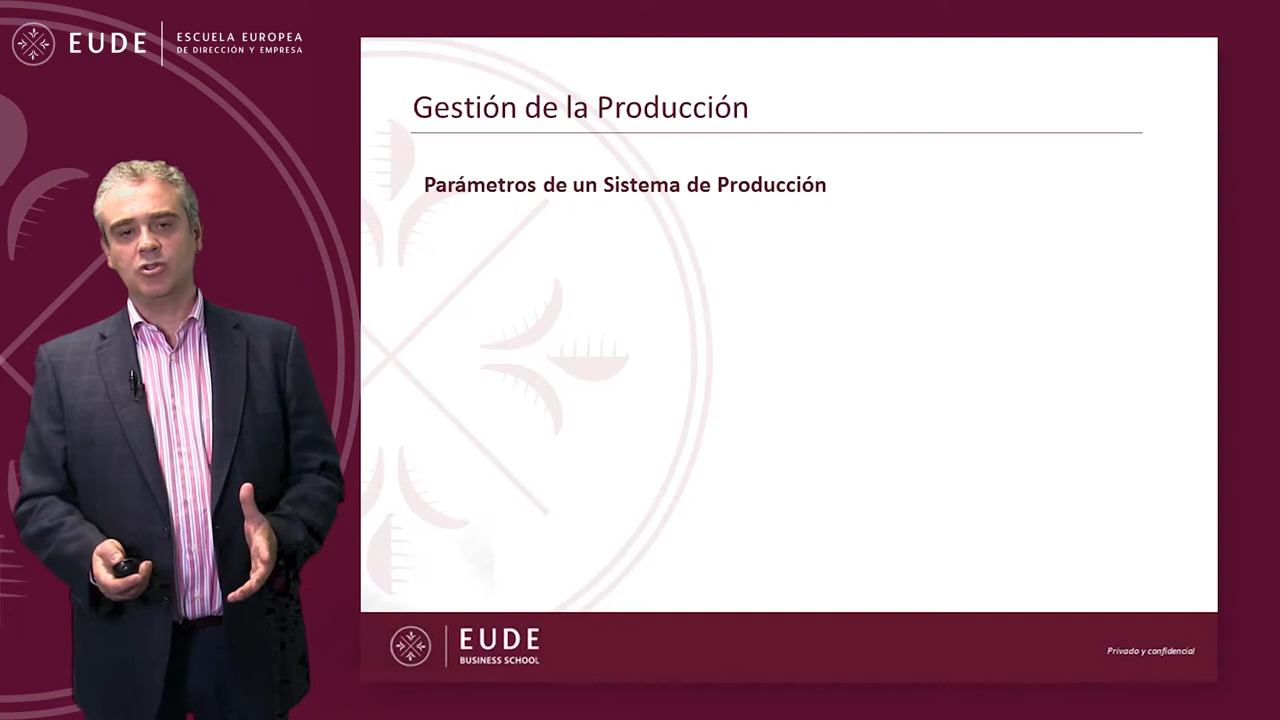 EUDE
ESCUELA EUROPEA
DE DIRECCIÓN Y EMPRESA
Gestión de la Producción
Parámetros de un Sistema de Producción
EUDE
BUSINESS SCHOOL
Privado y confidencial